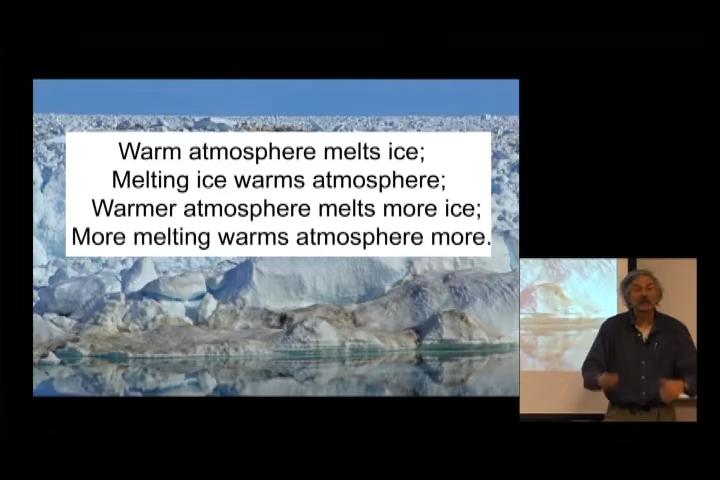 Warm atmosphere melts ice;
Melting ice warms atmosphere;
Warmer atmosphere melts more ice;
More melting warms atmosphere more.